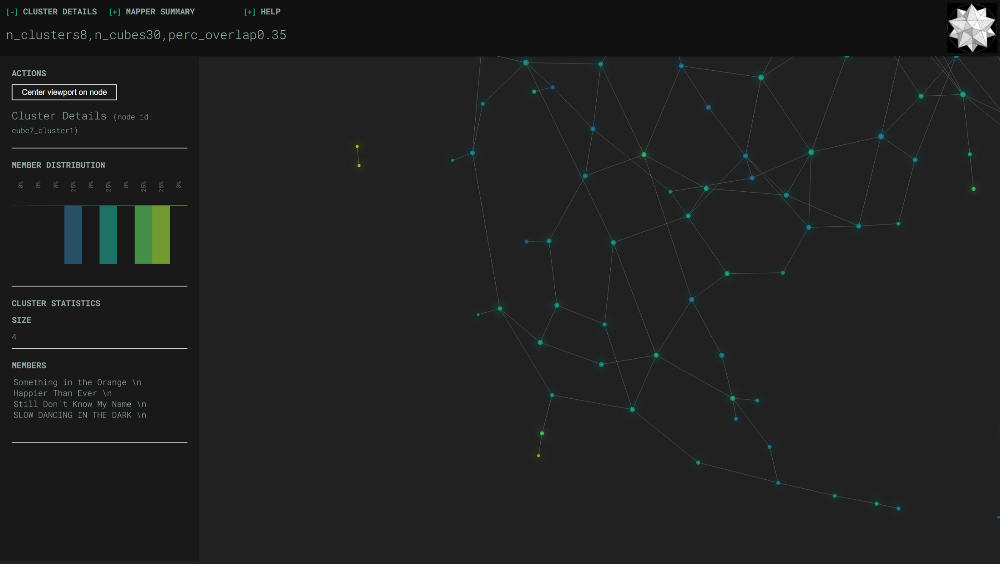 [-] CLUSTER DETAILS [+] MAPPER SUMMARY [+] HELP
n_clusters8,n_cubes30,perc_overlap0.35
ACTIONS
Center viewport on node
Cluster Details (node id:
cube7_cluster1)
MEMBER DISTRIBUTION
0% 0% 0% 25% 0% 25% 0% 25% 25% 0%
CLUSTER STATISTICS
SIZE
4
MEMBERS
Something in the Orange \n
Happier Than Ever \n
Still Don't Know My Name \n
SLOW DANCING IN THE DARK \n